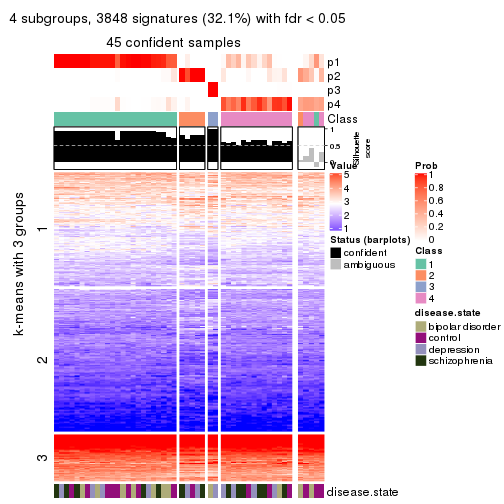 4 subgroups, 3848 signatures (32.1%) with fdr < 0.05
45 confident samples
p1
p2
p3
p4
Class
1
0.5
0
Silhouette
score
k-means with 3 groups
1
2
3
disease.state
Value
5
4
3
2
1
Status (barplots)
confident
ambiguous
Prob
1
0.8
0.6
0.4
0.2
0
Class
1
2
3
4
disease.state
bipolar disorder
control
depression
schizophrenia